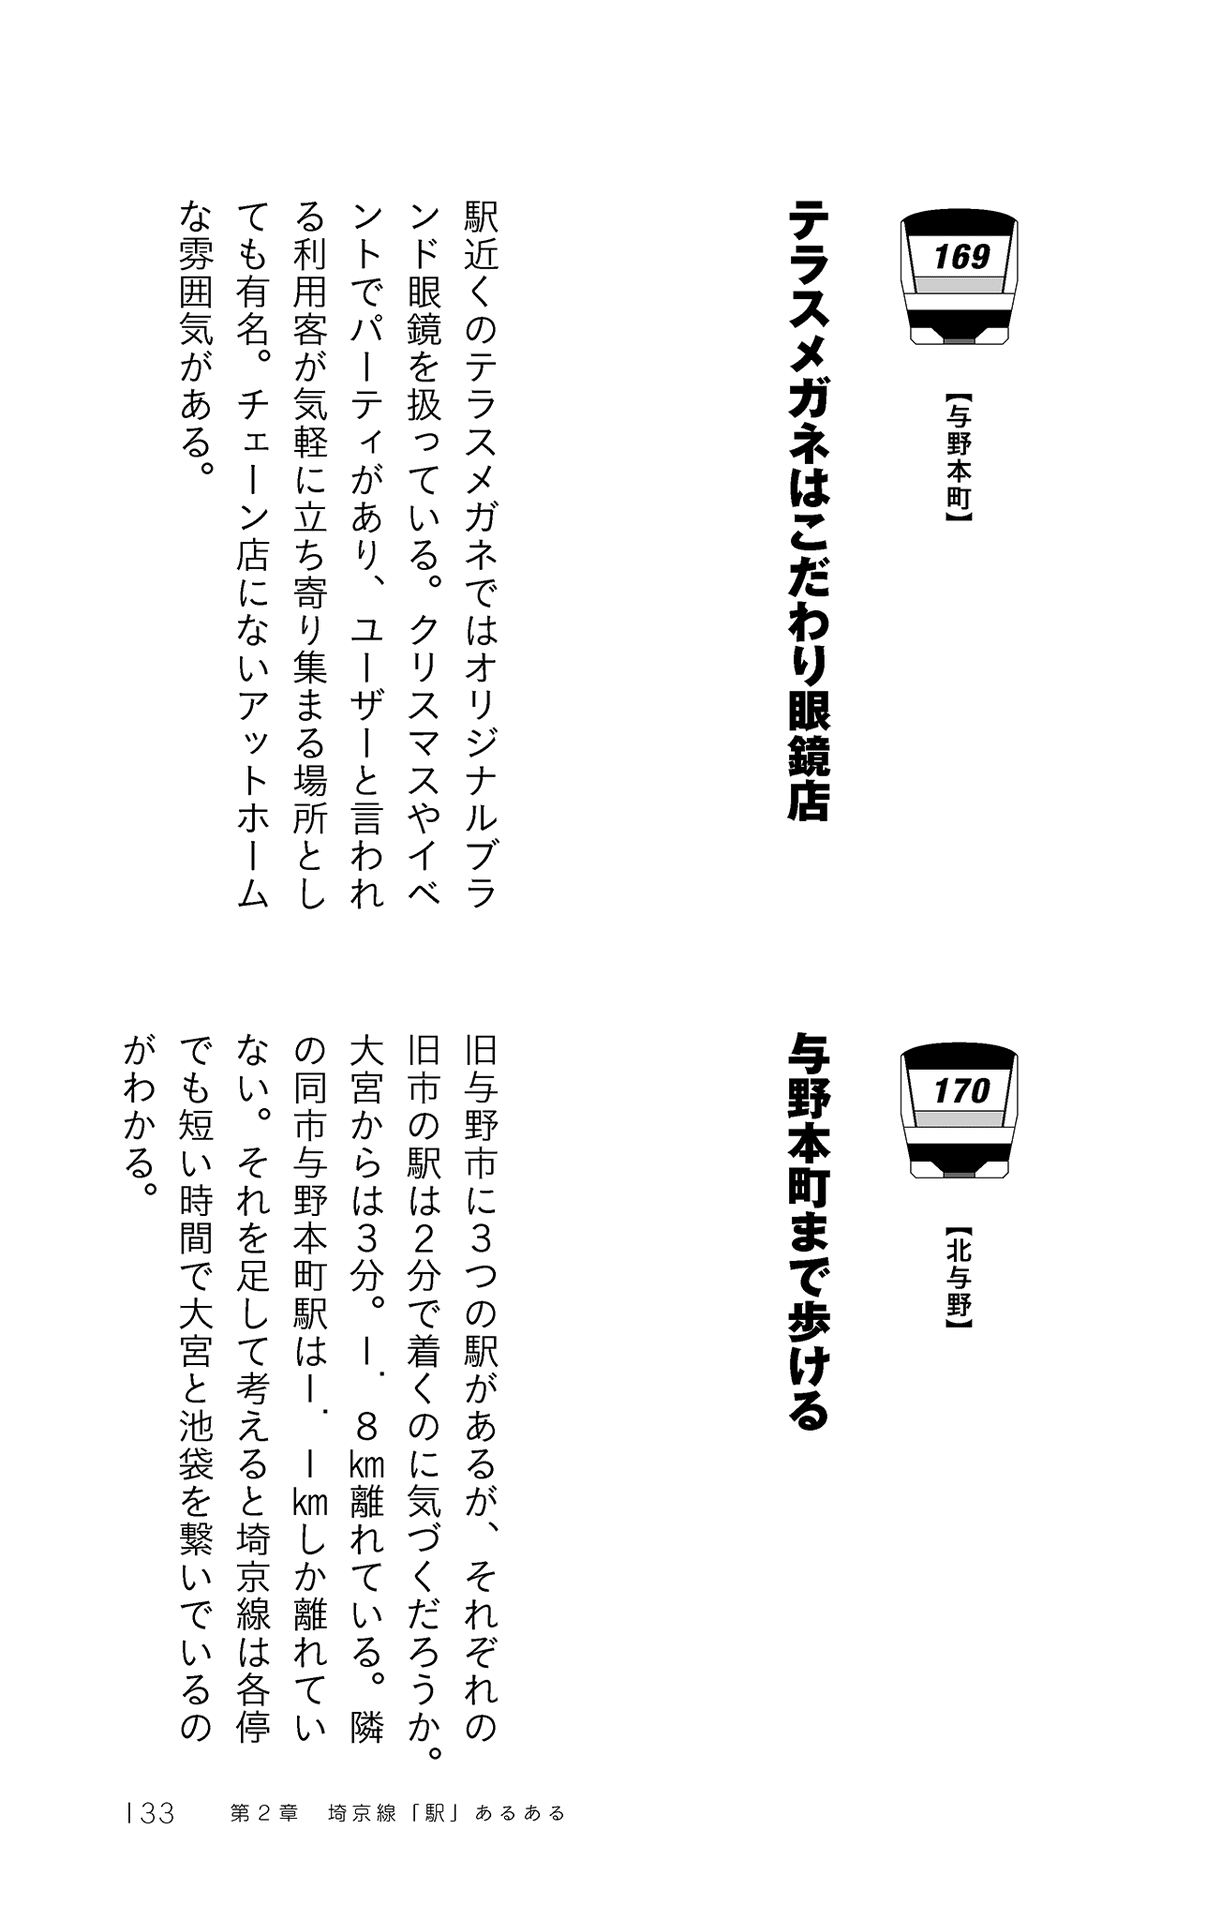 169
【与野本町】
テラスメガネはこだわり眼鏡店
駅近くのテラスメガネではオリジナルブラ
ンド眼鏡を扱っている。クリスマスやイベ
ントでパーティがあり、ユーザーと言われ
る利用客が気軽に立ち寄り集まる場所とし
ても有名。チェーン店にないアットホーム
な雰囲気がある。
170
【北与野】
与野本町まで歩ける
旧与野市に3つの駅があるが、それぞれの
旧市の駅は2分で着くのに気づくだろうか。
大宮からは3分。1.8km離れている。隣
の同市与野本町駅は1.1kmしか離れてい
ない。それを足して考えると埼京線は各停
でも短い時間で大宮と池袋を繋いでいるの
がわかる。
133 第2章 埼京線「駅」あるある